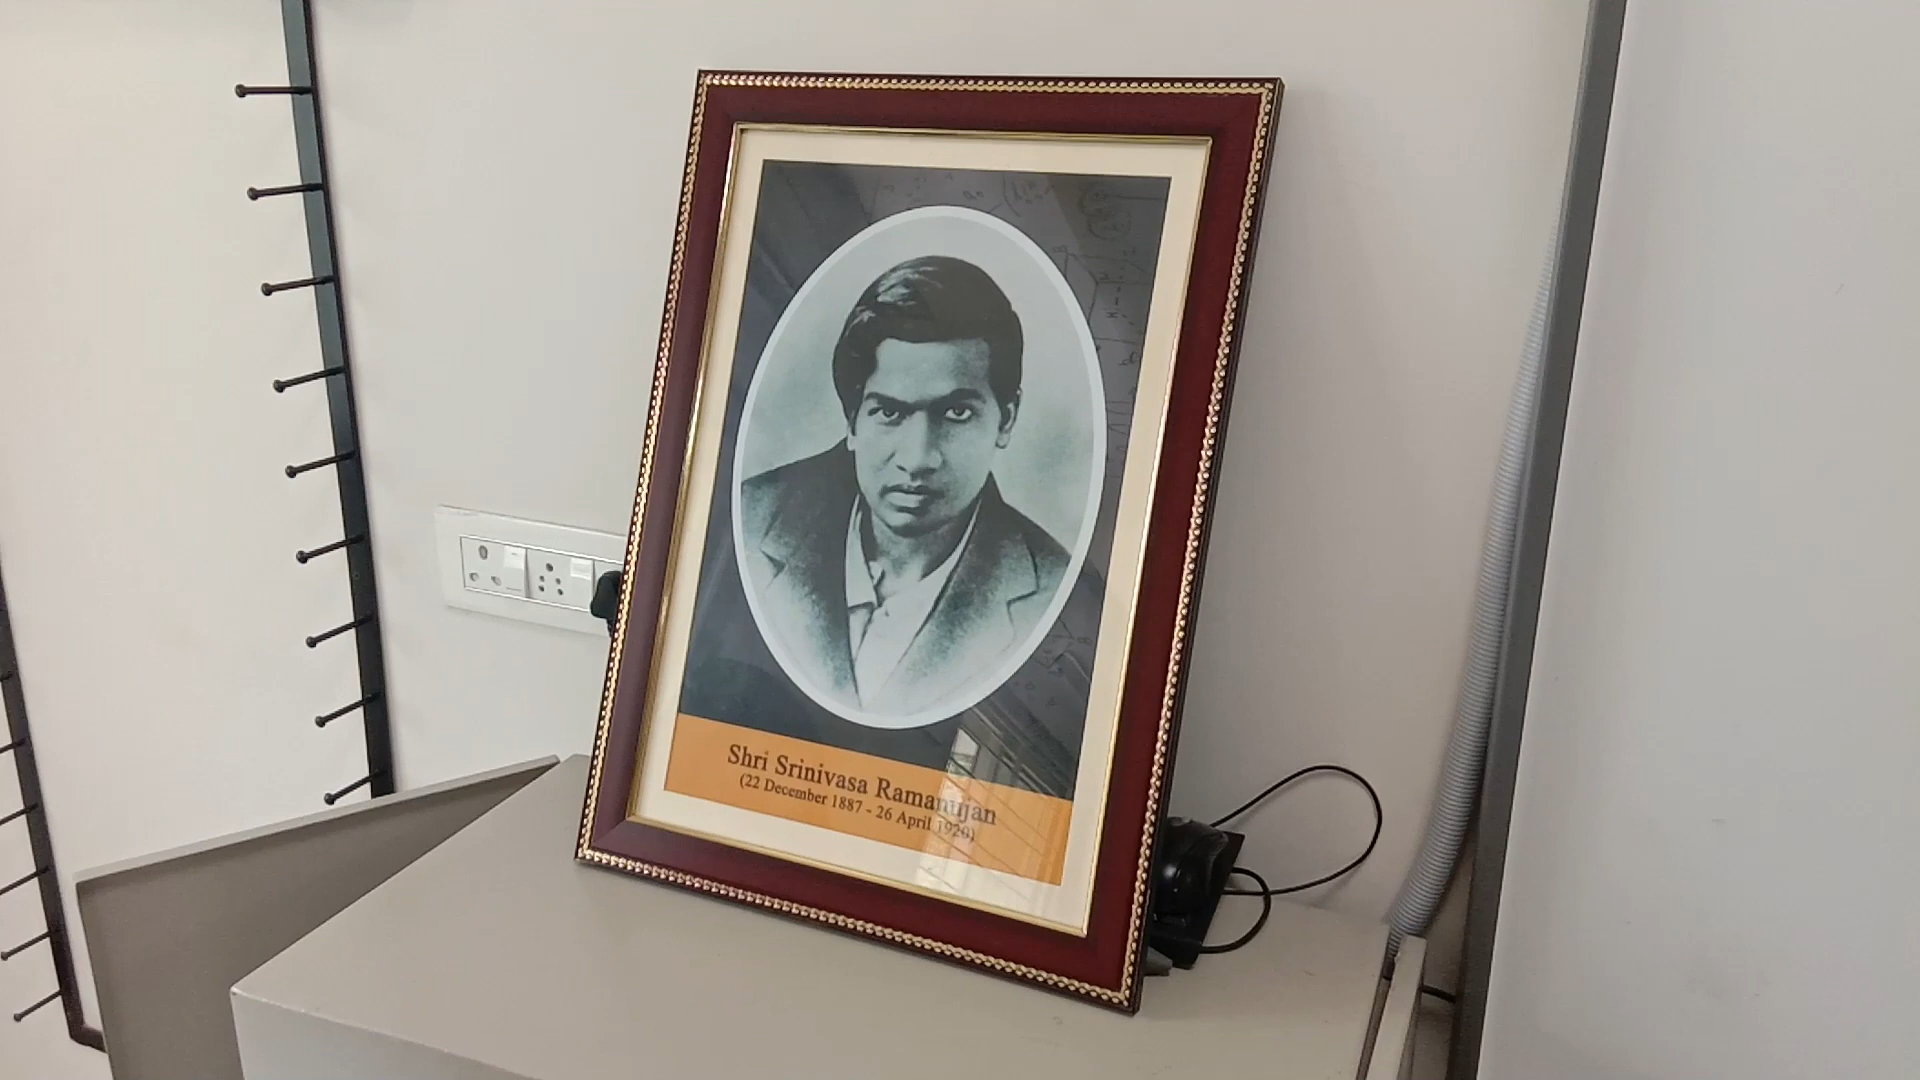 Shri Srinivasa Ramanujan
(22 December 1887 - 26 April 1920)